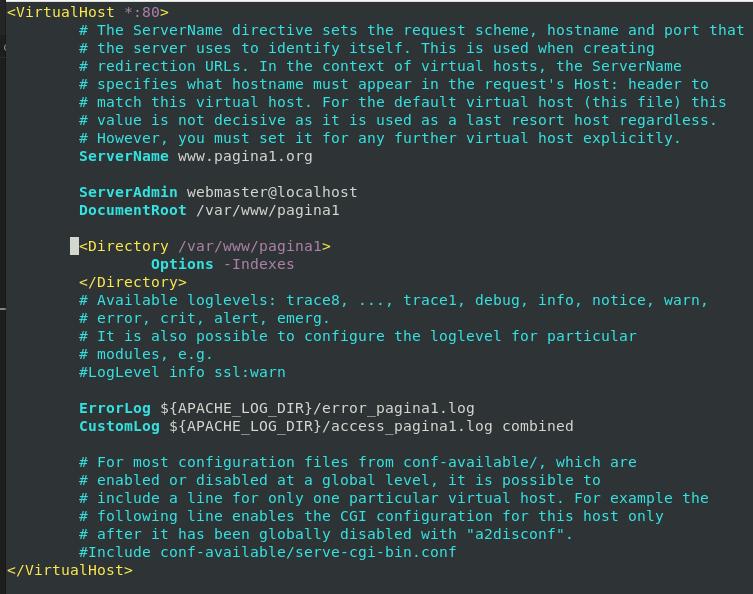 <VirtualHost *:80>
# The ServerName directive sets the request scheme, hostname and port that
# the server uses to identify itself. This is used when creating
# redirection URLs. In the context of virtual hosts, the ServerName
# specifies what hostname must appear in the request's Host: header to
# match this virtual host. For the default virtual host (this file) this
# value is not decisive as it is used as a last resort host regardless.
# However, you must set it for any further virtual host explicitly.
ServerName www.pagina1.org
ServerAdmin webmaster@localhost
DocumentRoot /var/www/pagina1
<Directory /var/www/pagina1>
Options -Indexes
</Directory>
# Available loglevels: trace8, ..., trace1, debug, info, notice, warn,
# error, crit, alert, emerg.
# It is also possible to configure the loglevel for particular
# modules, e.g.
#LogLevel info ssl:warn
ErrorLog ${APACHE_LOG_DIR}/error_pagina1.log
CustomLog ${APACHE_LOG_DIR}/access_pagina1.log combined
# For most configuration files from conf-available/, which are
# enabled or disabled at a global level, it is possible to
# include a line for only one particular virtual host. For example the
# following line enables the CGI configuration for this host only
# after it has been globally disabled with "a2disconf".
#Include conf-available/serve-cgi-bin.conf
</VirtualHost>